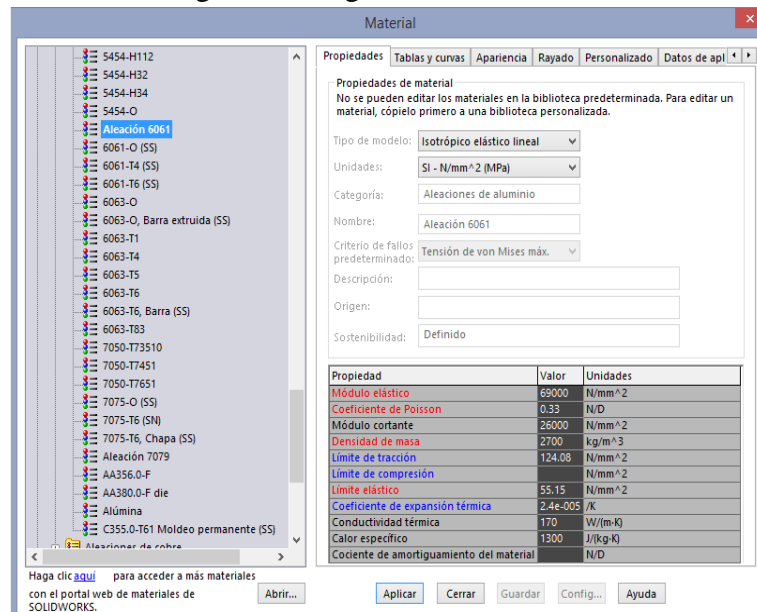 Material
5454-H112
5454-H32
5454-H34
5454-O
Aleación 6061
6061-O (SS)
6061-T4 (SS)
6061-T6 (SS)
6063-O
6063-O, Barra extruida (SS)
6063-T1
6063-T4
6063-T5
6063-T6
6063-T6, Barra (SS)
6063-T83
7050-T73510
7050-T7451
7050-T7651
7075-O (SS)
7075-T6 (SN)
7075-T6, Chapa (SS)
Aleación 7079
AA356.0-F
AA380.0-F die
Alúmina
C355.0-T61 Moldeo permanente (SS)
Aleaciones de cobre
Haga clic aquí para acceder a más materiales
con el portal web de materiales de
SOLIDWORKS.
Abrir...
Propiedades Tablas y curvas Apariencia Rayado Personalizado Datos de apl
Propiedades de material
No se pueden editar los materiales en la biblioteca predeterminada. Para editar un
material, cópielo primero a una biblioteca personalizada.
Tipo de modelo: Isotrópico elástico lineal
Unidades: SI - N/mm^2 (MPa)
Categoría: Aleaciones de aluminio
Nombre: Aleación 6061
Criterio de fallos
predeterminado: Tensión de von Mises máx.
Descripción:
Origen:
Sostenibilidad: Definido
Propiedad Valor Unidades
Módulo elástico 69000 N/mm^2
Coeficiente de Poisson 0.33 N/D
Módulo cortante 26000 N/mm^2
Densidad de masa 2700 kg/m^3
Límite de tracción 124.08 N/mm^2
Límite de compresión N/mm^2
Límite elástico 55.15 N/mm^2
Coeficiente de expansión térmica 2.4e-005 /K
Conductividad térmica 170 W/(m·K)
Calor específico 1300 J/(kg·K)
Cociente de amortiguamiento del material N/D
Aplicar Cerrar Guardar Config... Ayuda